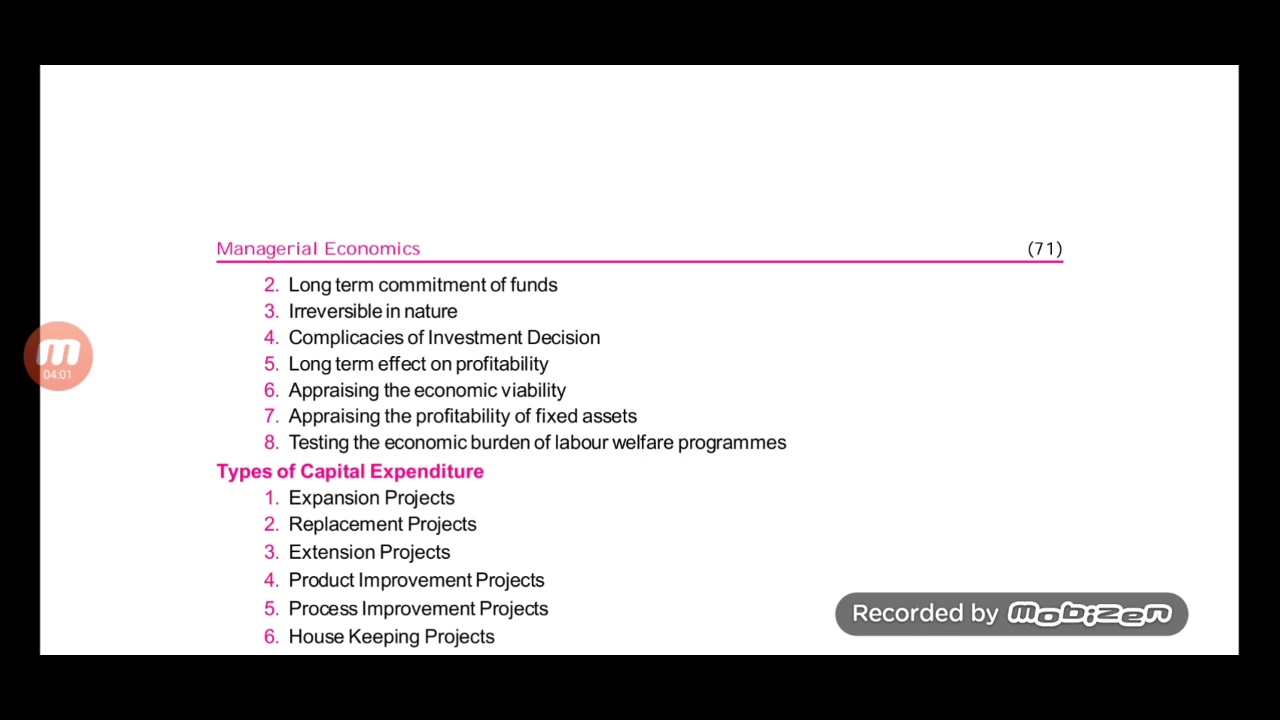 Managerial Economics (71)
2. Long term commitment of funds
3. Irreversible in nature
4. Complicacies of Investment Decision
5. Long term effect on profitability
6. Appraising the economic viability
7. Appraising the profitability of fixed assets
8. Testing the economic burden of labour welfare programmes
Types of Capital Expenditure
1. Expansion Projects
2. Replacement Projects
3. Extension Projects
4. Product Improvement Projects
5. Process Improvement Projects
6. House Keeping Projects
m
04:01
Recorded by mobizen